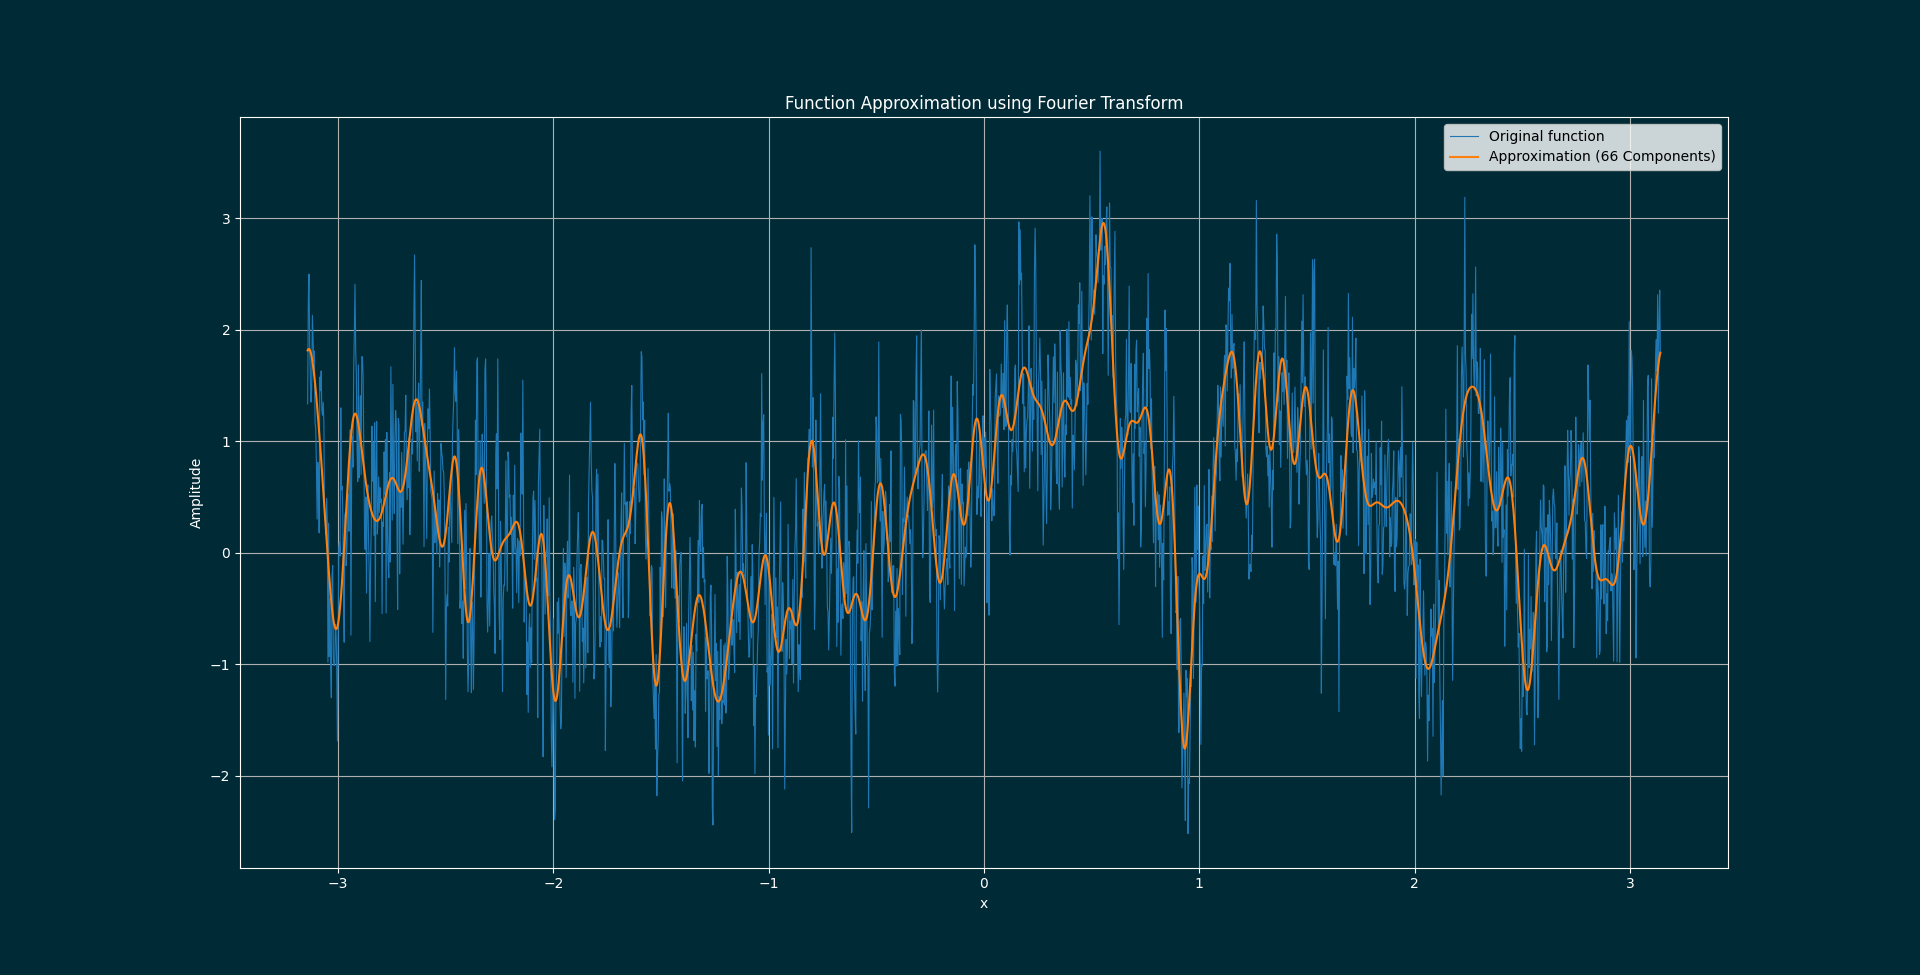 Function Approximation using Fourier Transform
Original function
Approximation (66 Components)
Amplitude
3
2
1
0
−1
−2
−3 −2 −1 0 1 2 3
x